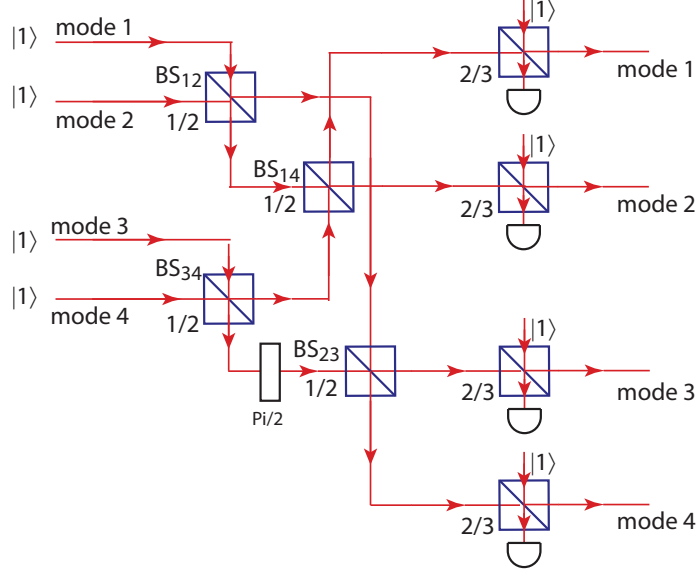 |1⟩ mode 1
|1⟩ mode 2
BS12
1/2
|1⟩ mode 3
|1⟩ mode 4
BS34
1/2
Pi/2
BS14
1/2
BS23
1/2
|1⟩
2/3
mode 1
|1⟩
2/3
mode 2
|1⟩
2/3
mode 3
|1⟩
2/3
mode 4